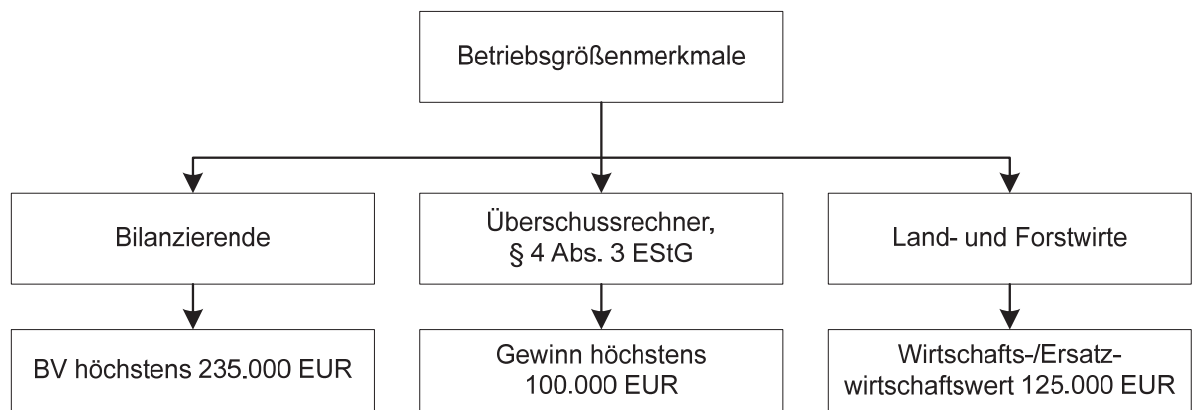 Betriebsgrößenmerkmale
Bilanzierende
Überschussrechner,
§ 4 Abs. 3 EStG
Land- und Forstwirte
BV höchstens 235.000 EUR
Gewinn höchstens
100.000 EUR
Wirtschafts-/Ersatz-
wirtschaftswert 125.000 EUR